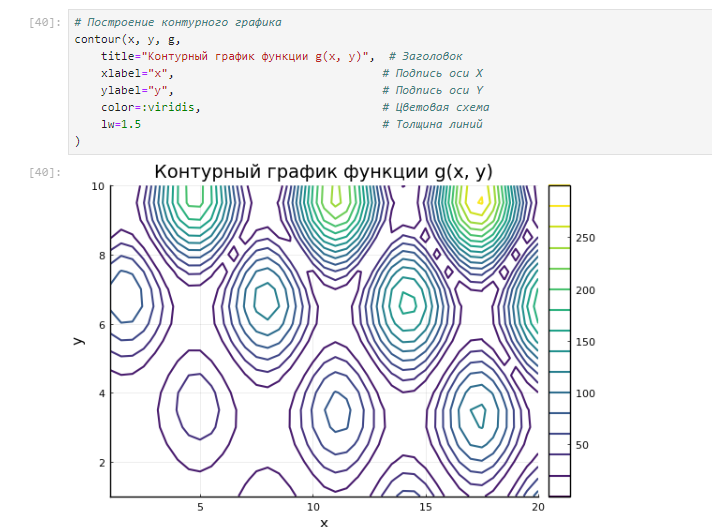 [40]: # Построение контурного графика
contour(x, y, g,
    title="Контурный график функции g(x, y)",  # Заголовок
    xlabel="x",                               # Подпись оси X
    ylabel="y",                               # Подпись оси Y
    color=:viridis,                           # Цветовая схема
    lw=1.5                                    # Толщина линий
)
[40]:
Контурный график функции g(x, y)
10
8
6
4
2
y
5 10 15 20
x
250
200
150
100
50